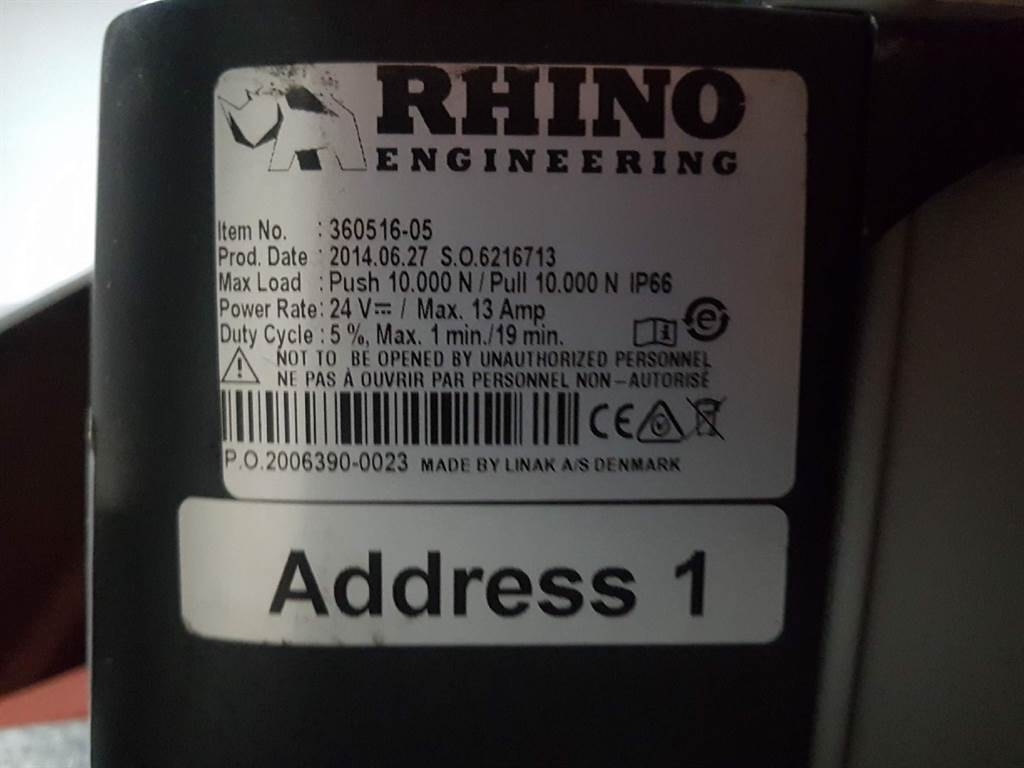 RHINO
ENGINEERING
Item No. : 360516-05
Prod. Date : 2014.06.27 S.O.6216713
Max Load : Push 10.000 N / Pull 10.000 N IP66
Power Rate : 24 V⎓ / Max. 13 Amp
Duty Cycle : 5 %, Max. 1 min./19 min.
NOT TO BE OPENED BY UNAUTHORIZED PERSONNEL
NE PAS À OUVRIR PAR PERSONNEL NON-AUTORISÉ
CE
P.O.2006390-0023 MADE BY LINAK A/S DENMARK
Address 1